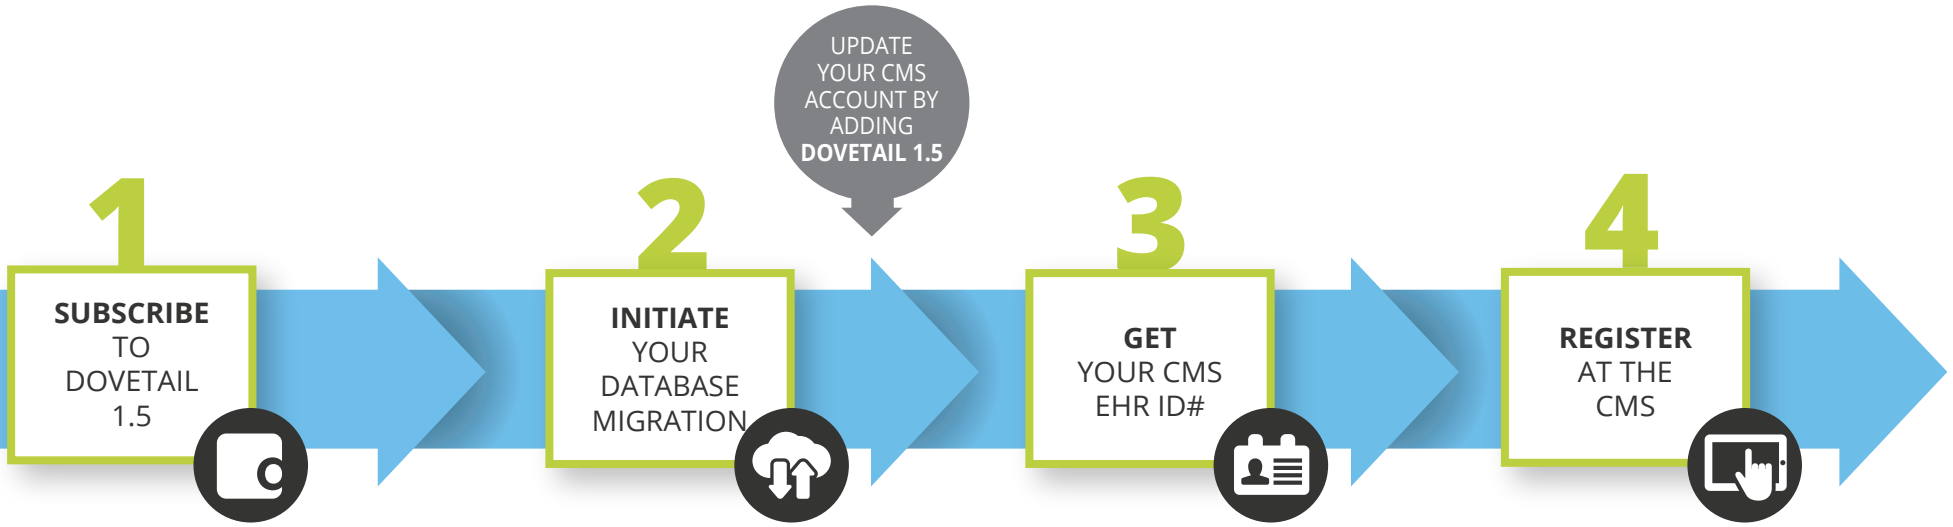 1
SUBSCRIBE
TO
DOVETAIL
1.5
2
INITIATE
YOUR
DATABASE
MIGRATION
UPDATE
YOUR CMS
ACCOUNT BY
ADDING
DOVETAIL 1.5
3
GET
YOUR CMS
EHR ID#
4
REGISTER
AT THE
CMS